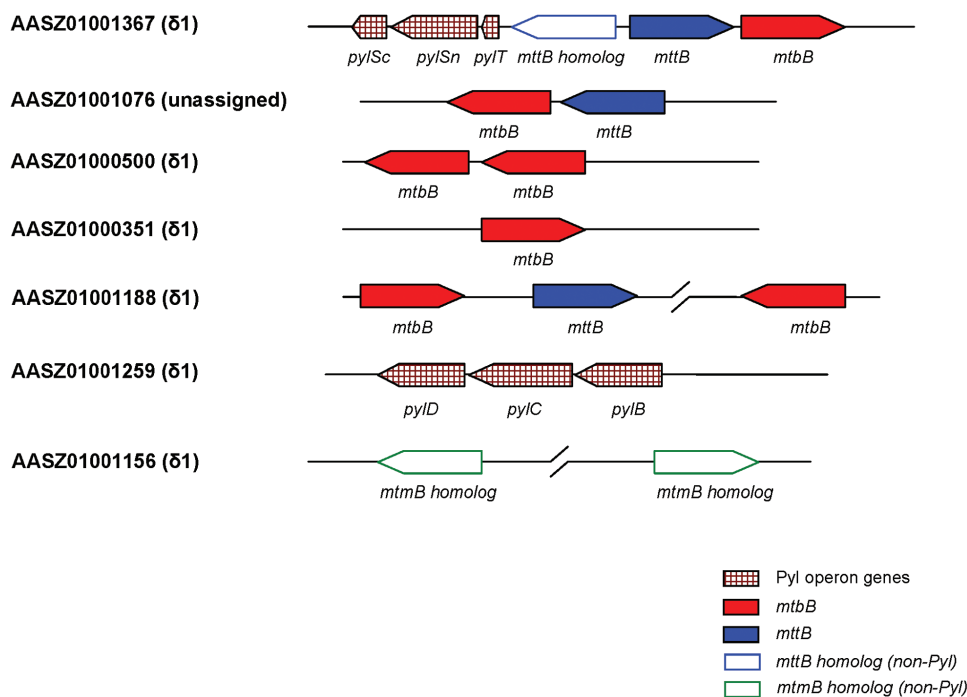 AASZ01001367 (δ1)
pylSc pylSn pylT mttB homolog mttB mtbB
AASZ01001076 (unassigned)
mtbB mttB
AASZ01000500 (δ1)
mtbB mtbB
AASZ01000351 (δ1)
mtbB
AASZ01001188 (δ1)
mtbB mttB mtbB
AASZ01001259 (δ1)
pylD pylC pylB
AASZ01001156 (δ1)
mtmB homolog mtmB homolog
Pyl operon genes
mtbB
mttB
mttB homolog (non-Pyl)
mtmB homolog (non-Pyl)